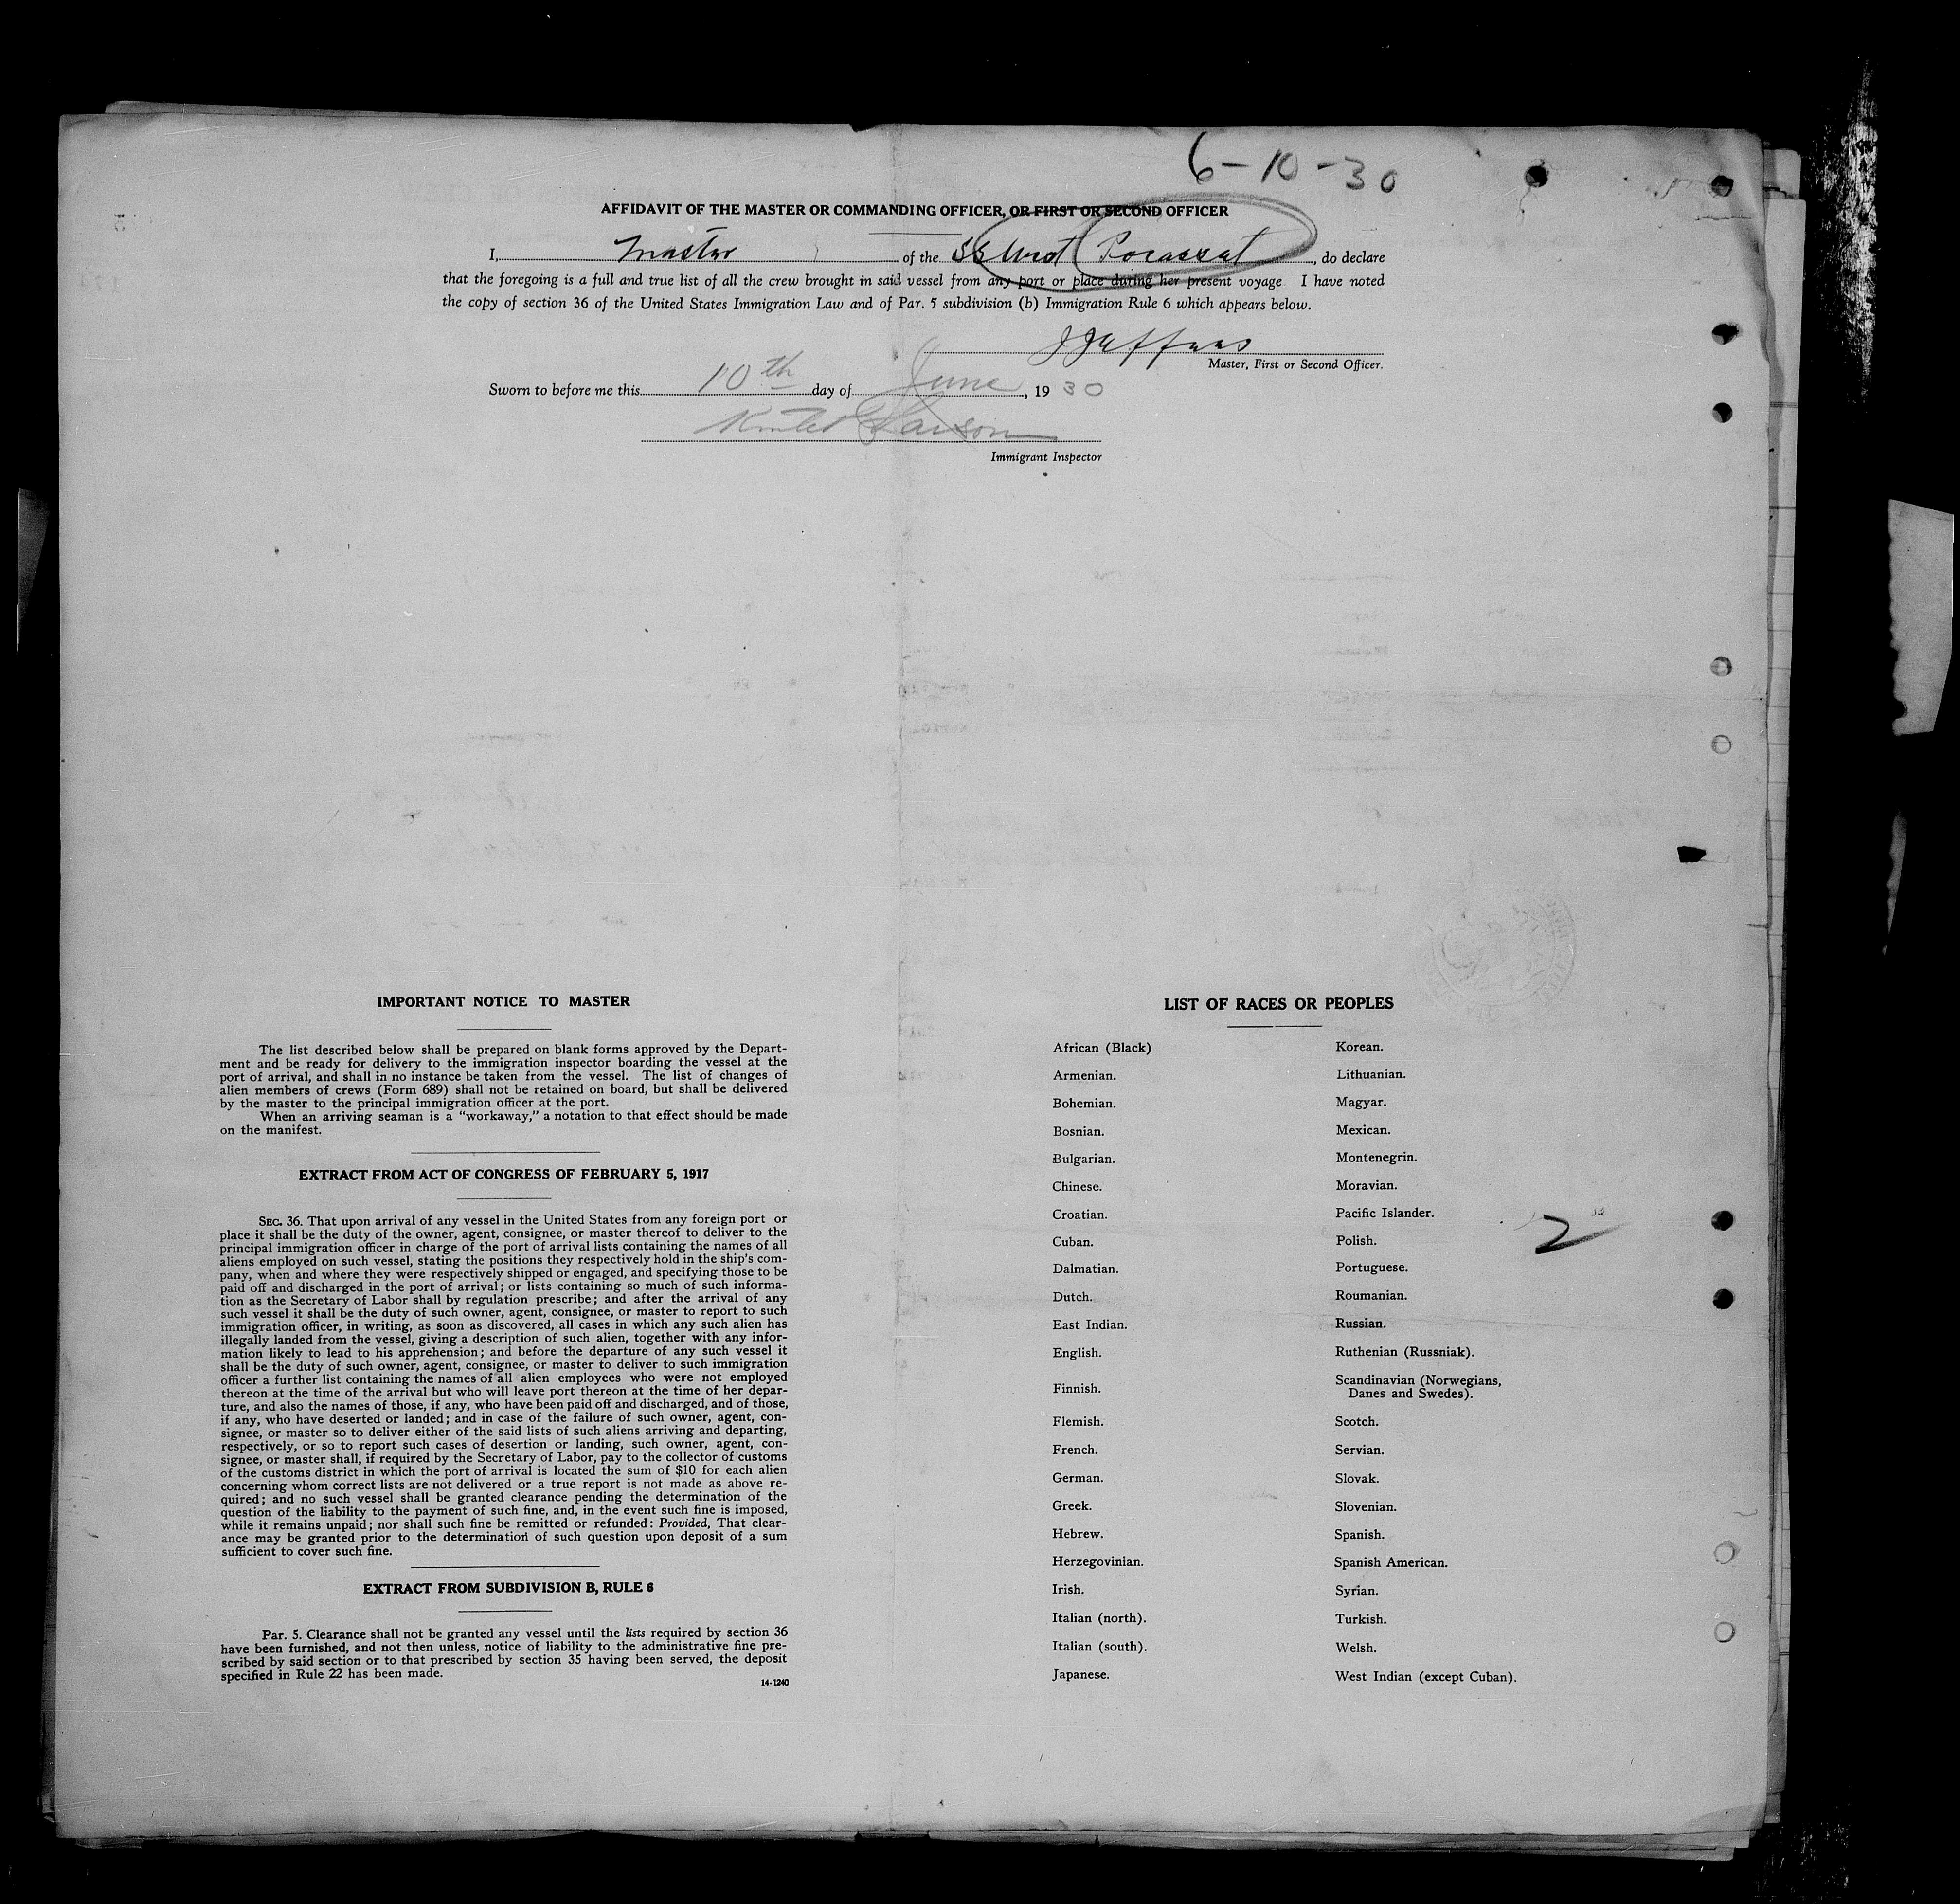 6-10-30
AFFIDAVIT OF THE MASTER OR COMMANDING OFFICER, OR FIRST OR SECOND OFFICER
I, Master of the SS West , do declare
that the foregoing is a full and true list of all the crew brought in said vessel from any port or place during her present voyage. I have noted
the copy of section 36 of the United States Immigration Law and of Par. 5 subdivision (b) Immigration Rule 6 which appears below.
Master, First or Second Officer.
Sworn to before me this 10th day of June, 1930
Larson
Immigrant Inspector
IMPORTANT NOTICE TO MASTER
The list described below shall be prepared on blank forms approved by the Depart-
ment and be ready for delivery to the immigration inspector boarding the vessel at the
port of arrival, and shall in no instance be taken from the vessel. The list of changes of
alien members of crews (Form 689) shall not be retained on board, but shall be delivered
by the master to the principal immigration officer at the port.
When an arriving seaman is a “workaway,” a notation to that effect should be made
on the manifest.
EXTRACT FROM ACT OF CONGRESS OF FEBRUARY 5, 1917
SEC. 36. That upon arrival of any vessel in the United States from any foreign port or
place it shall be the duty of the owner, agent, consignee, or master thereof to deliver to the
principal immigration officer in charge of the port of arrival lists containing the names of all
aliens employed on such vessel, stating the positions they respectively hold in the ship's com-
pany, when and where they were respectively shipped or engaged, and specifying those to be
paid off and discharged in the port of arrival; or lists containing so much of such informa-
tion as the Secretary of Labor shall by regulation prescribe; and after the arrival of any
such vessel it shall be the duty of such owner, agent, consignee, or master to report to such
immigration officer, in writing, as soon as discovered, all cases in which any such alien has
illegally landed from the vessel, giving a description of such alien, together with any infor-
mation likely to lead to his apprehension; and before the departure of any such vessel it
shall be the duty of such owner, agent, consignee, or master to deliver to such immigration
officer a further list containing the names of all alien employees who were not employed
thereon at the time of the arrival but who will leave port thereon at the time of her depar-
ture, and also the names of those, if any, who have been paid off and discharged, and of those,
if any, who have deserted or landed; and in case of the failure of such owner, agent, con-
signee, or master so to deliver either of the said lists of such aliens arriving and departing,
respectively, or so to report such cases of desertion or landing, such owner, agent, con-
signee, or master shall, if required by the Secretary of Labor, pay to the collector of customs
of the customs district in which the port of arrival is located the sum of $10 for each alien
concerning whom correct lists are not delivered or a true report is not made as above re-
quired; and no such vessel shall be granted clearance pending the determination of the
question of the liability to the payment of such fine, and, in the event such fine is imposed,
while it remains unpaid; nor shall such fine be remitted or refunded: Provided, That clear-
ance may be granted prior to the determination of such question upon deposit of a sum
sufficient to cover such fine.
EXTRACT FROM SUBDIVISION B, RULE 6
Par. 5. Clearance shall not be granted any vessel until the lists required by section 36
have been furnished, and not then unless, notice of liability to the administrative fine pre-
scribed by said section or to that prescribed by section 35 having been served, the deposit
specified in Rule 22 has been made.
14-1240
LIST OF RACES OR PEOPLES
African (Black)
Armenian.
Bohemian.
Bosnian.
Bulgarian.
Chinese.
Croatian.
Cuban.
Dalmatian.
Dutch.
East Indian.
English.
Finnish.
Flemish.
French.
German.
Greek.
Hebrew.
Herzegovinian.
Irish.
Italian (north).
Italian (south).
Japanese.
Korean.
Lithuanian.
Magyar.
Mexican.
Montenegrin.
Moravian.
Pacific Islander.
Polish.
Portuguese.
Roumanian.
Russian.
Ruthenian (Russniak).
Scandinavian (Norwegians,
Danes and Swedes).
Scotch.
Servian.
Slovak.
Slovenian.
Spanish.
Spanish American.
Syrian.
Turkish.
Welsh.
West Indian (except Cuban).
2